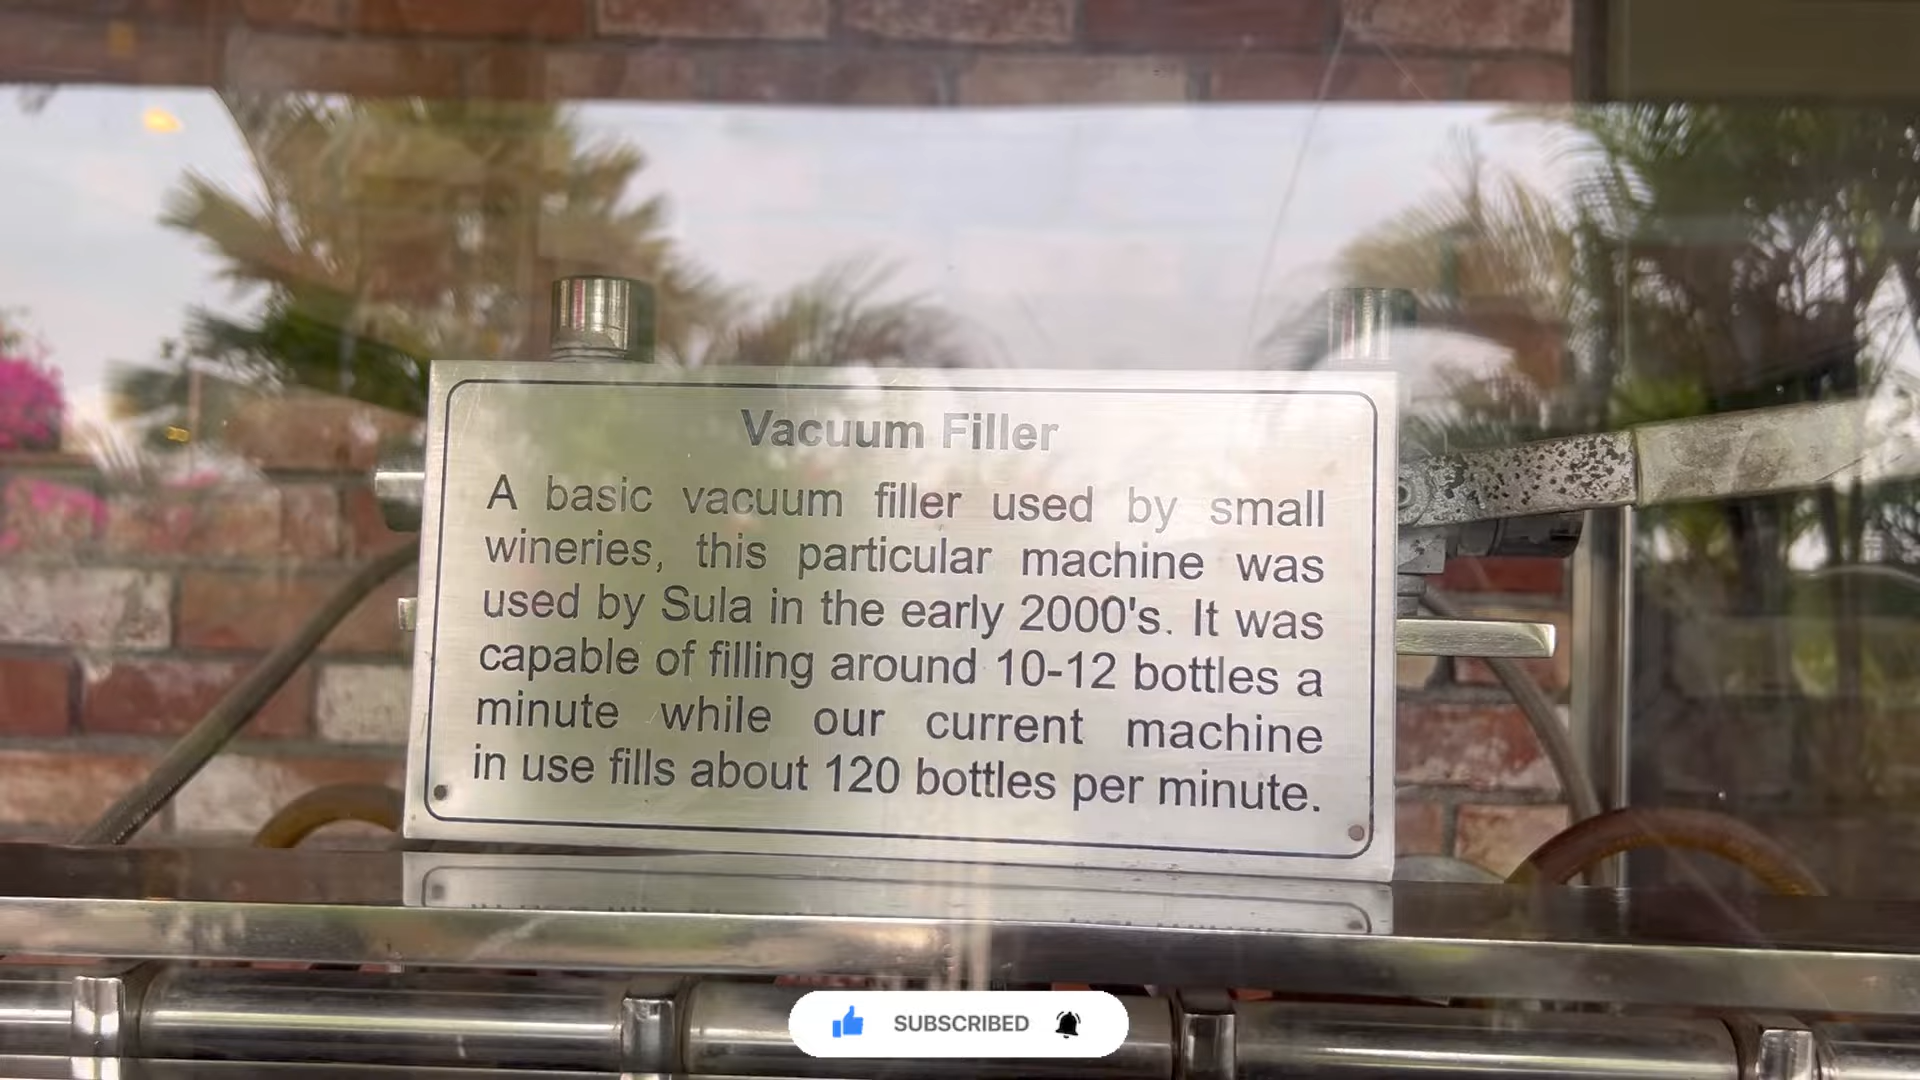 Vacuum Filler
A basic vacuum filler used by small
wineries, this particular machine was
used by Sula in the early 2000's. It was
capable of filling around 10-12 bottles a
minute while our current machine
in use fills about 120 bottles per minute.
SUBSCRIBED